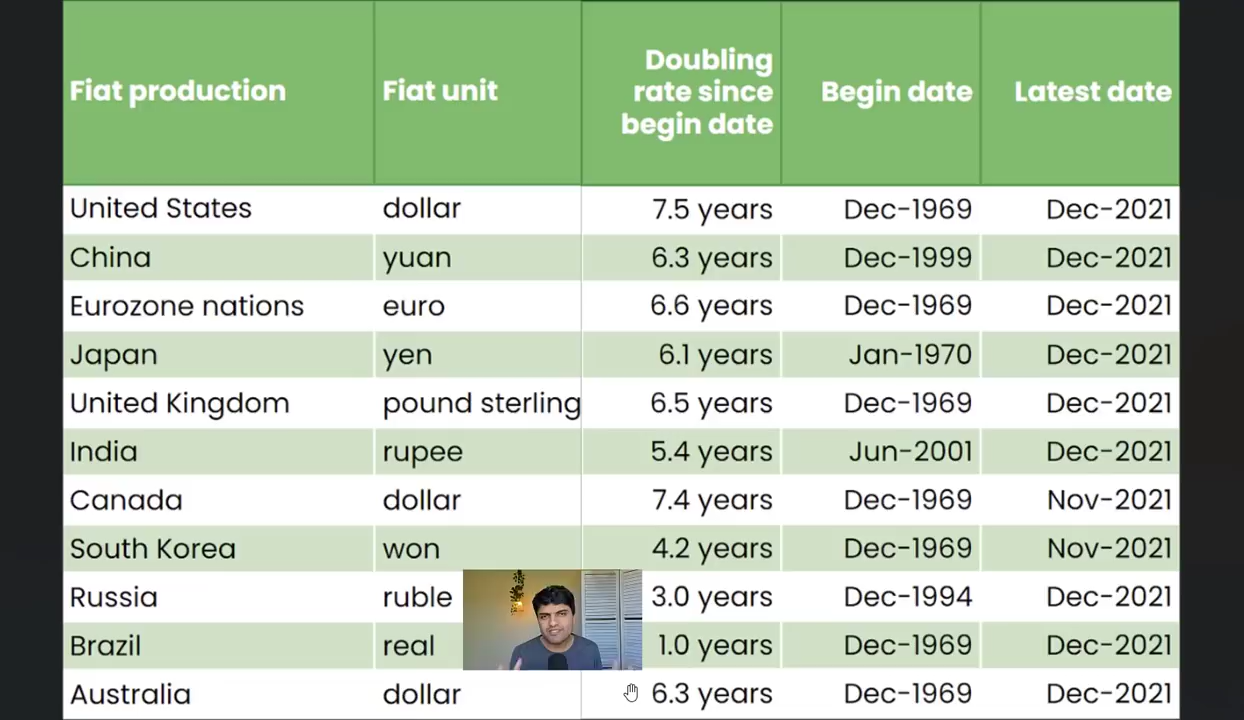 Fiat production Fiat unit Doubling rate since begin date Begin date Latest date
United States dollar 7.5 years Dec-1969 Dec-2021
China yuan 6.3 years Dec-1999 Dec-2021
Eurozone nations euro 6.6 years Dec-1969 Dec-2021
Japan yen 6.1 years Jan-1970 Dec-2021
United Kingdom pound sterling 6.5 years Dec-1969 Dec-2021
India rupee 5.4 years Jun-2001 Dec-2021
Canada dollar 7.4 years Dec-1969 Nov-2021
South Korea won 4.2 years Dec-1969 Nov-2021
Russia ruble 3.0 years Dec-1994 Dec-2021
Brazil real 1.0 years Dec-1969 Dec-2021
Australia dollar 6.3 years Dec-1969 Dec-2021